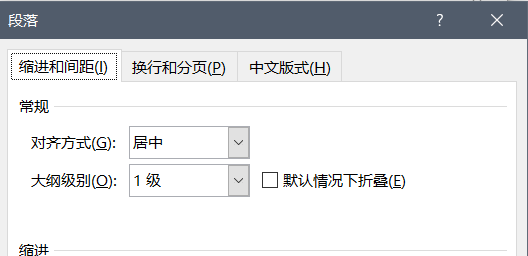 段落 ?
缩进和间距(I) 换行和分页(P) 中文版式(H)
常规
对齐方式(G): 居中
大纲级别(O): 1 级 默认情况下折叠(E)
缩进